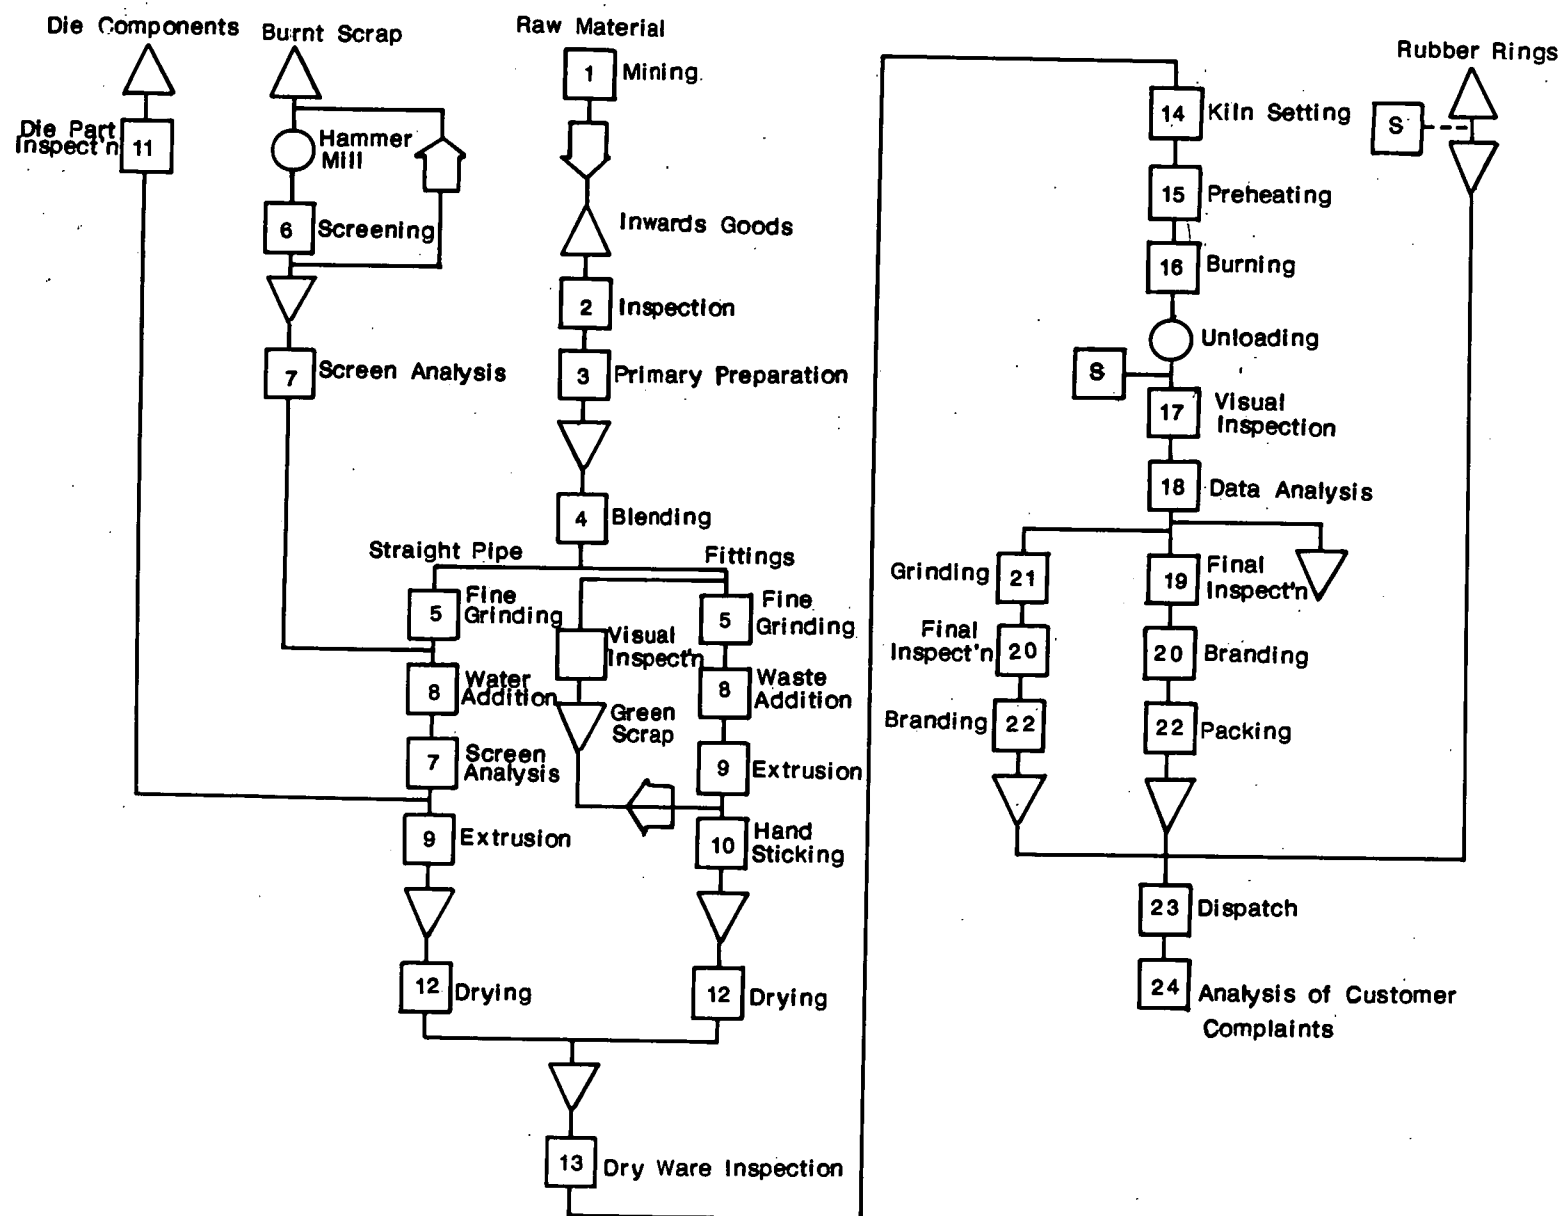 Die Components
Burnt Scrap
Raw Material
Rubber Rings
1 Mining
Die Part
Inspect'n 11
Hammer
Mill
6 Screening
Inwards Goods
2 Inspection
7 Screen Analysis
3 Primary Preparation
4 Blending
Straight Pipe
Fittings
5 Fine
Grinding
Visual
Inspect'n
5 Fine
Grinding
8 Water
Addition
Green
Scrap
8 Waste
Addition
7 Screen
Analysis
9 Extrusion
9 Extrusion
10 Hand
Sticking
12 Drying
12 Drying
13 Dry Ware Inspection
14 Kiln Setting
S
15 Preheating
16 Burning
Unloading
S
17 Visual
Inspection
18 Data Analysis
Grinding 21
19 Final
Inspect'n
Final
Inspect'n 20
20 Branding
Branding 22
22 Packing
23 Dispatch
24 Analysis of Customer
Complaints